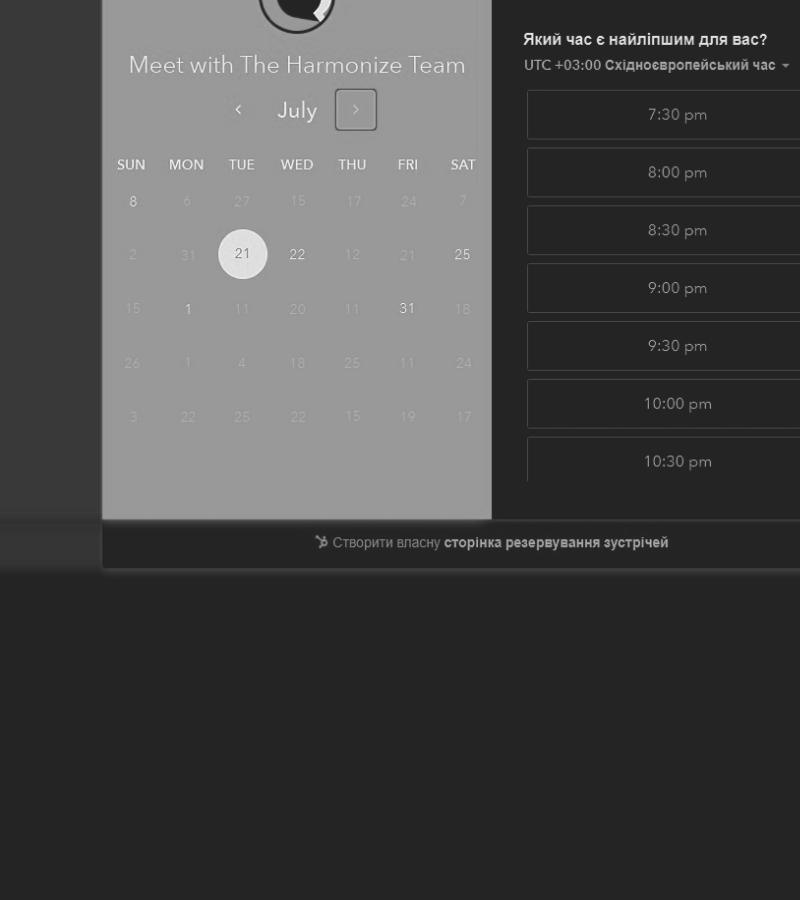 Meet with The Harmonize Team
July
SUN MON TUE WED THU FRI SAT
8 6 27 15 17 24 7
2 31 21 22 12 21 25
15 1 11 20 11 31 18
26 1 4 18 25 11 24
3 22 25 22 15 19 17
Який час є найліпшим для вас?
UTC +03:00 Східноєвропейський час
7:30 pm
8:00 pm
8:30 pm
9:00 pm
9:30 pm
10:00 pm
10:30 pm
Створити власну сторінка резервування зустрічей